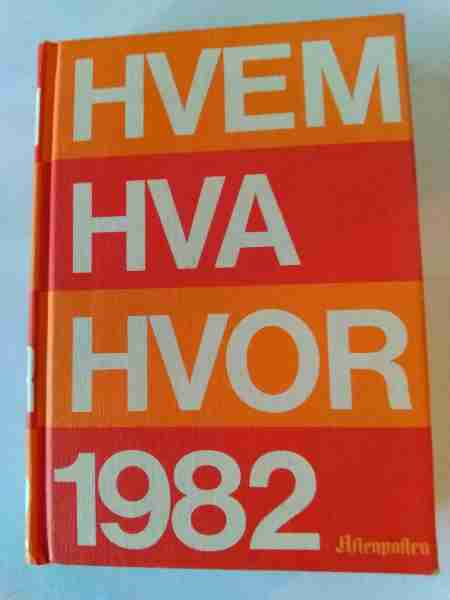 HVEM
HVA
HVOR
1982
Aftenposten